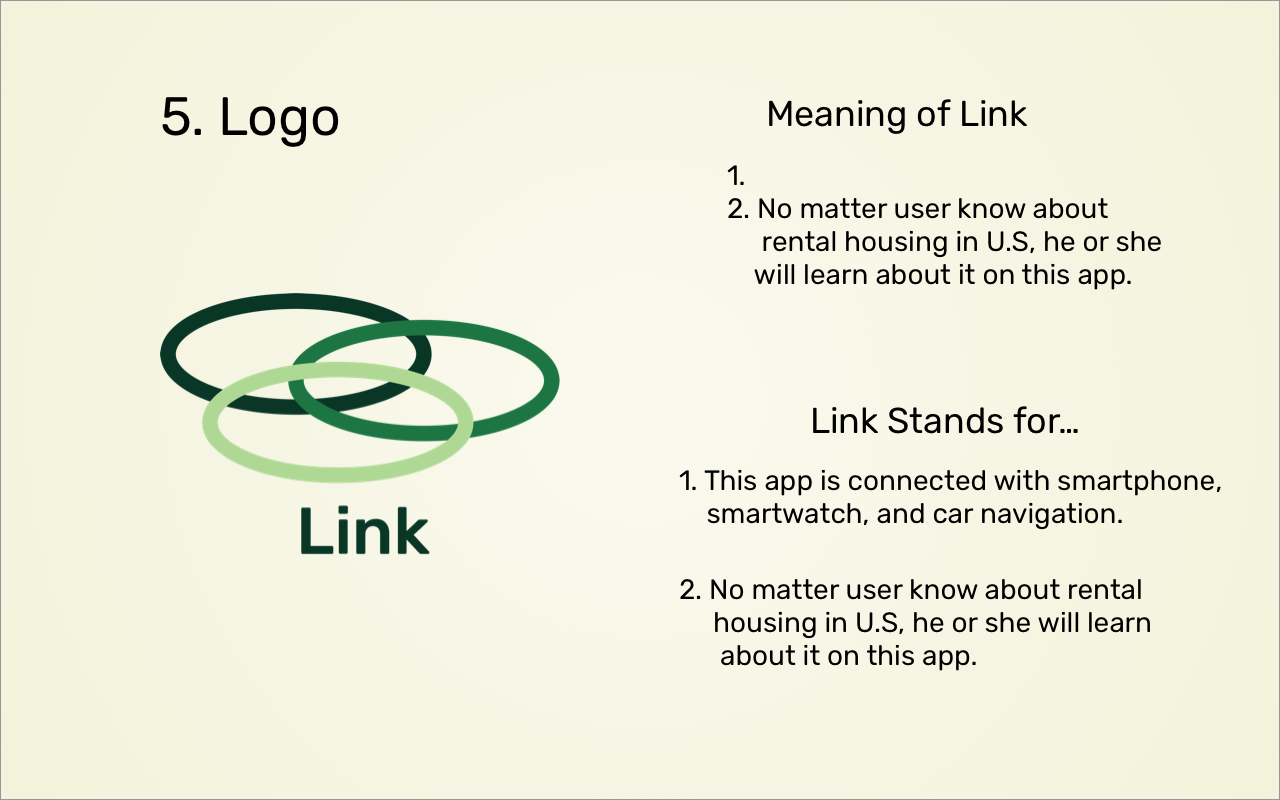 5. Logo
Link
Meaning of Link
1.
2. No matter user know about
rental housing in U.S, he or she
will learn about it on this app.
Link Stands for...
1. This app is connected with smartphone,
smartwatch, and car navigation.
2. No matter user know about rental
housing in U.S, he or she will learn
about it on this app.